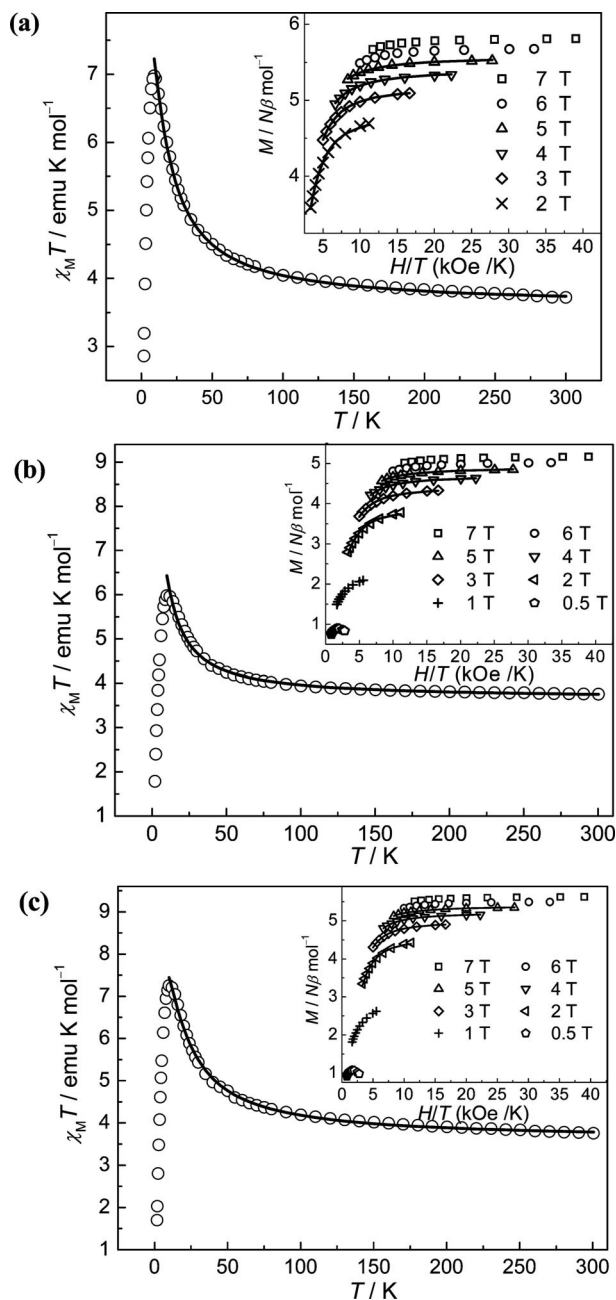 (a)
χMT / emu K mol⁻¹
7
6
5
4
3
0 50 100 150 200 250 300
T / K
M / Nβ mol⁻¹
6
5
4
5 10 15 20 25 30 35 40
H/T (kOe /K)
7 T
6 T
5 T
4 T
3 T
2 T
(b)
χMT / emu K mol⁻¹
9
8
7
6
5
4
3
2
1
0 50 100 150 200 250 300
T / K
M / Nβ mol⁻¹
5
4
3
2
1
0 5 10 15 20 25 30 35 40
H/T (kOe /K)
7 T 6 T
5 T 4 T
3 T 2 T
1 T 0.5 T
(c)
χMT / emu K mol⁻¹
9
8
7
6
5
4
3
2
1
0 50 100 150 200 250 300
T / K
M / Nβ mol⁻¹
5
4
3
2
1
0 5 10 15 20 25 30 35 40
H/T (kOe /K)
7 T 6 T
5 T 4 T
3 T 2 T
1 T 0.5 T